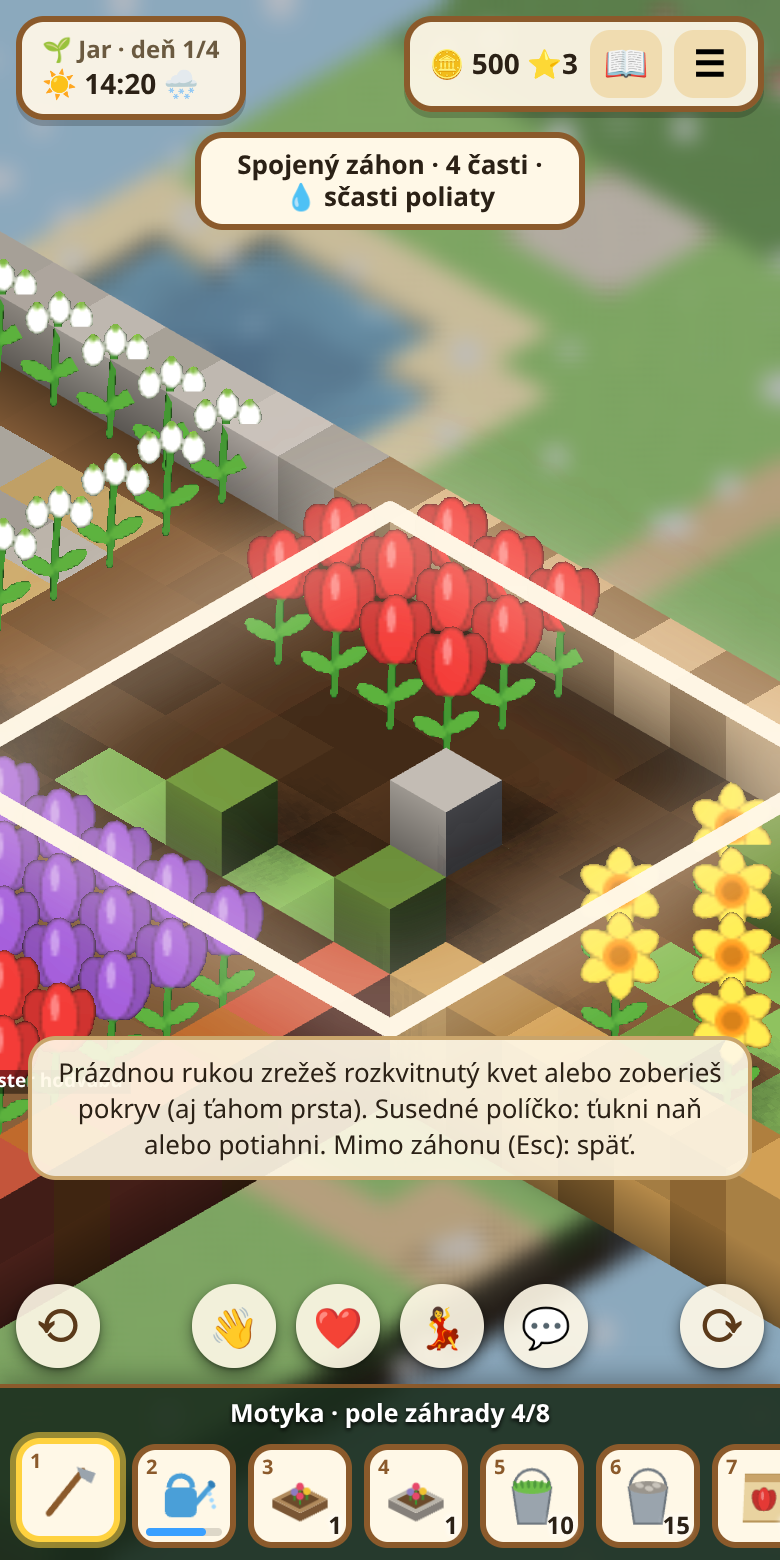 Jar · deň 1/4
14:20
500 3
Spojený záhon · 4 časti ·
sčasti poliaty
Prázdnou rukou zrežeš rozkvitnutý kvet alebo zoberieš
pokryv (aj ťahom prsta). Susedné políčko: ťukni naň
alebo potiahni. Mimo záhonu (Esc): späť.
Motyka · pole záhrady 4/8
1 2 3 4 5 6 7
1 1 10 15